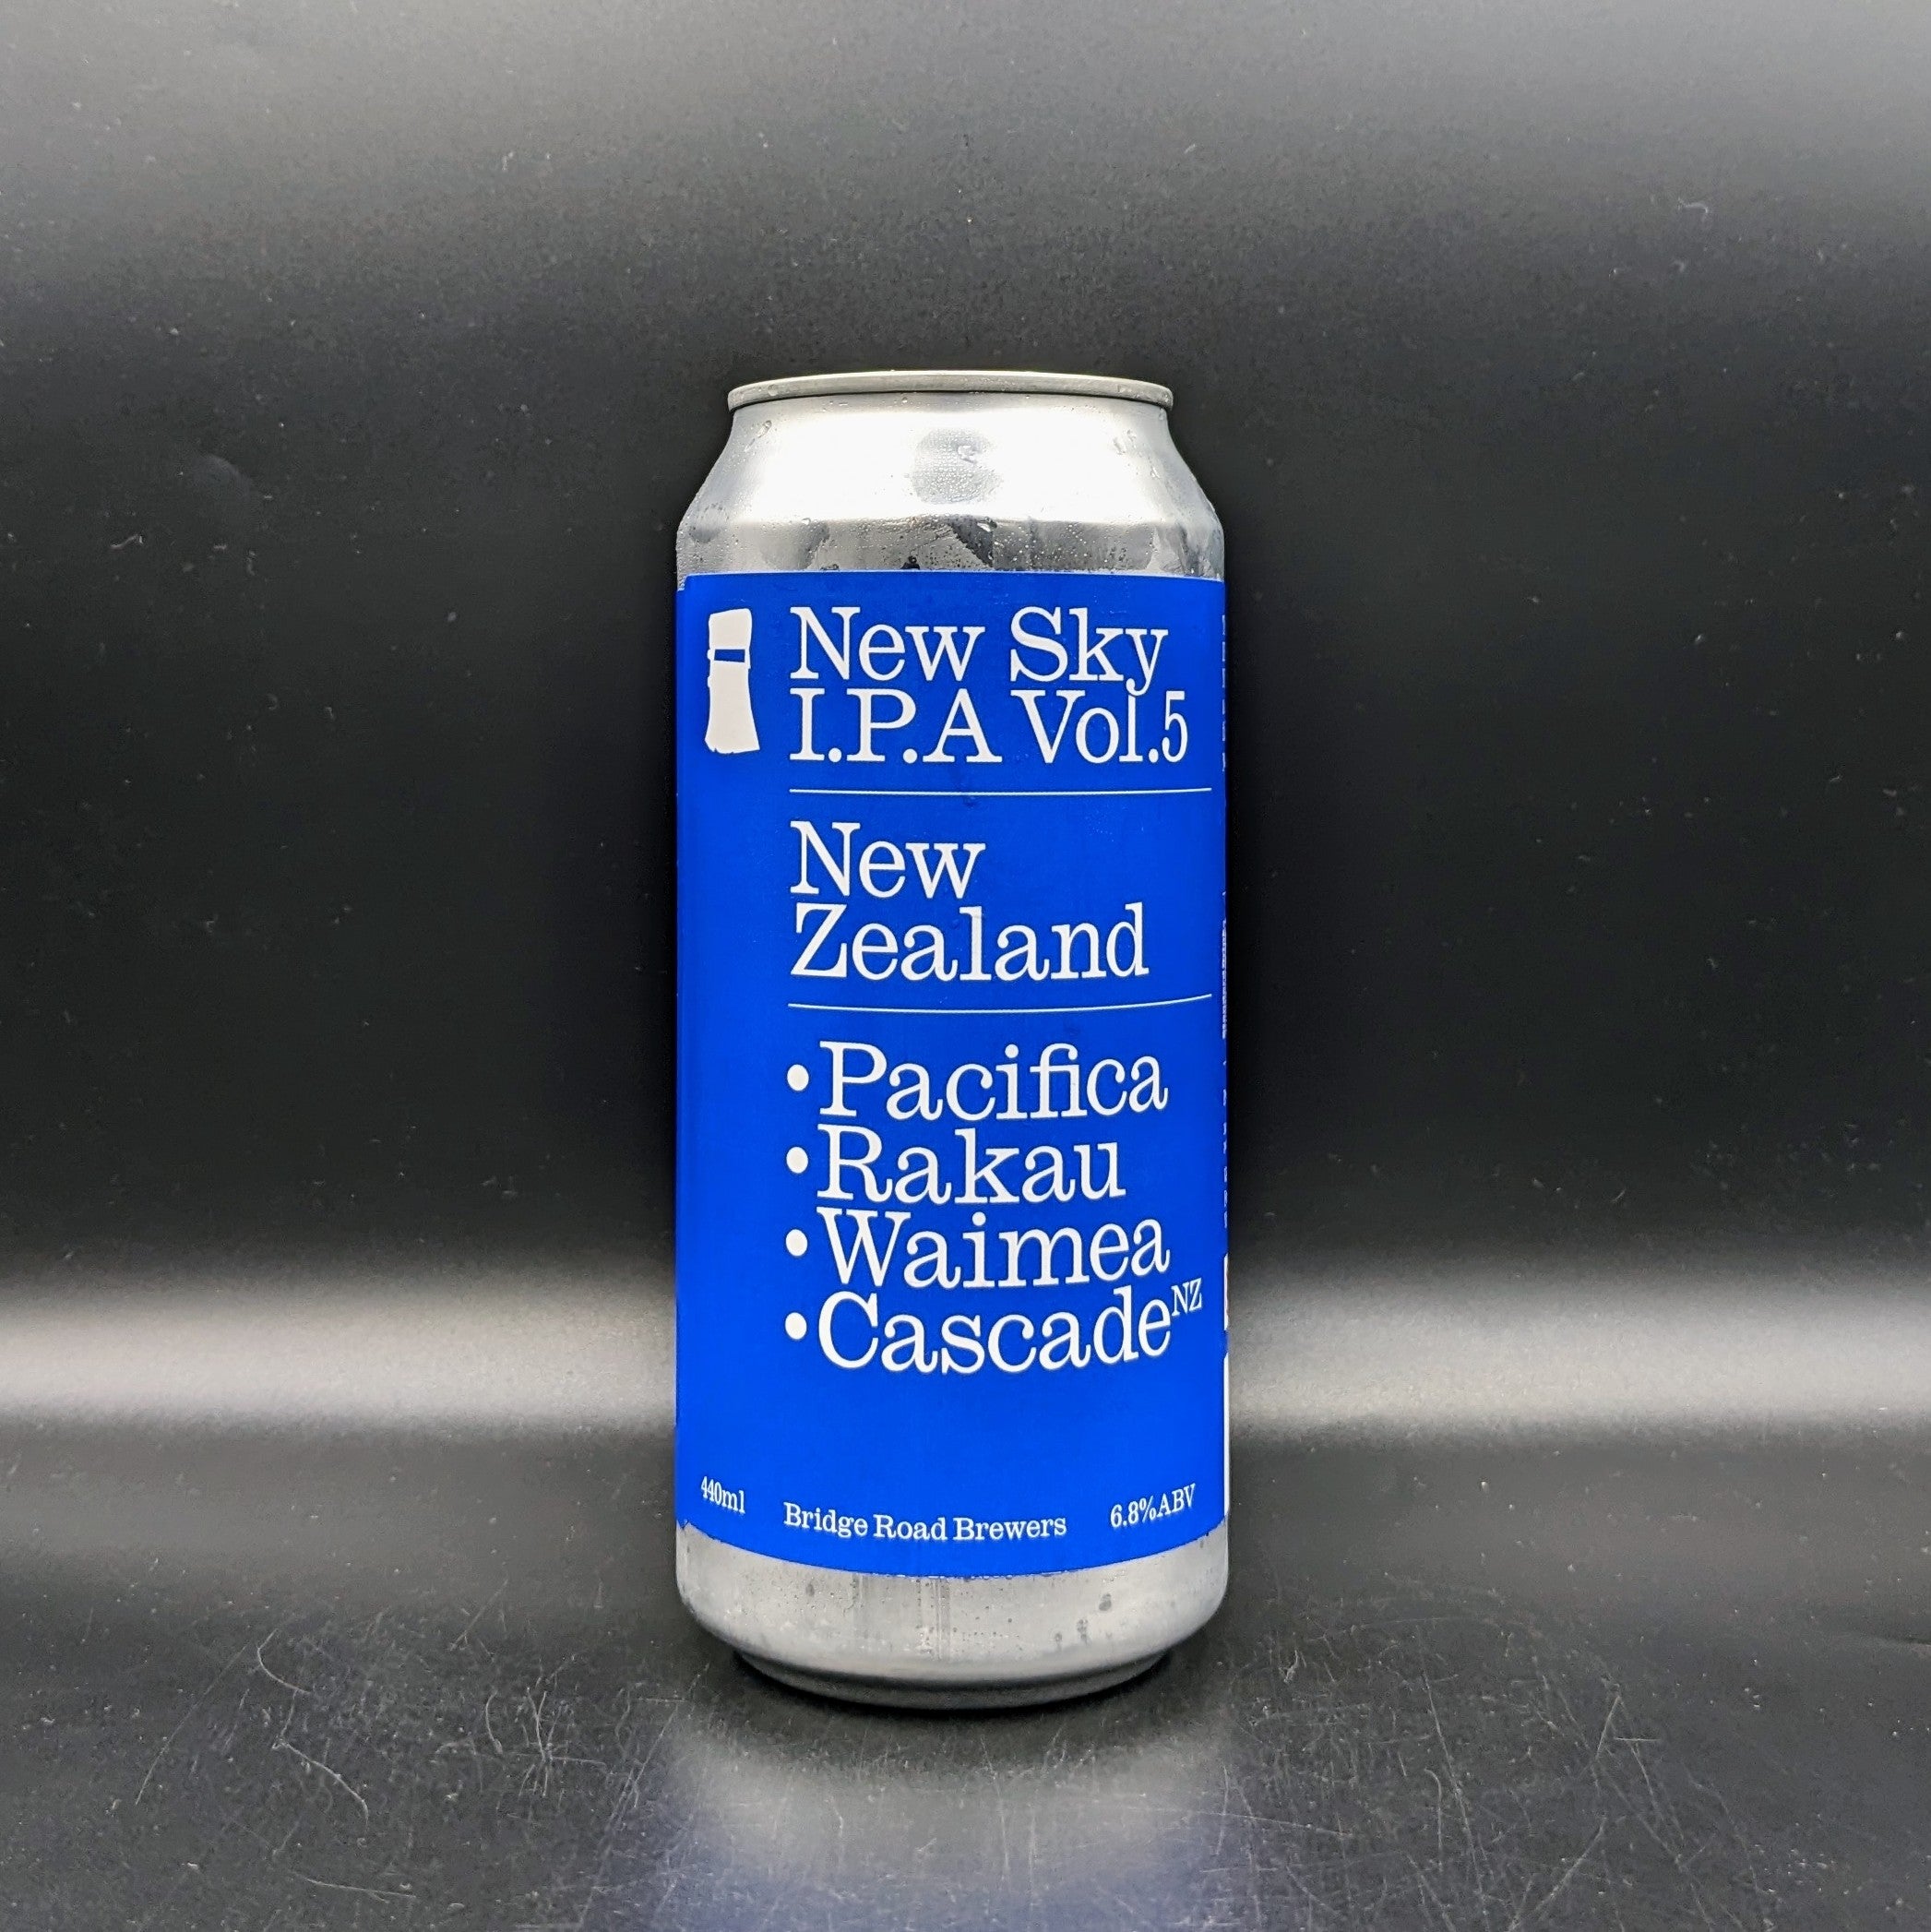 New Sky
I.P.A Vol.5
New
Zealand
•Pacifica
•Rakau
•Waimea
•Cascade NZ
440ml Bridge Road Brewers 6.8%ABV